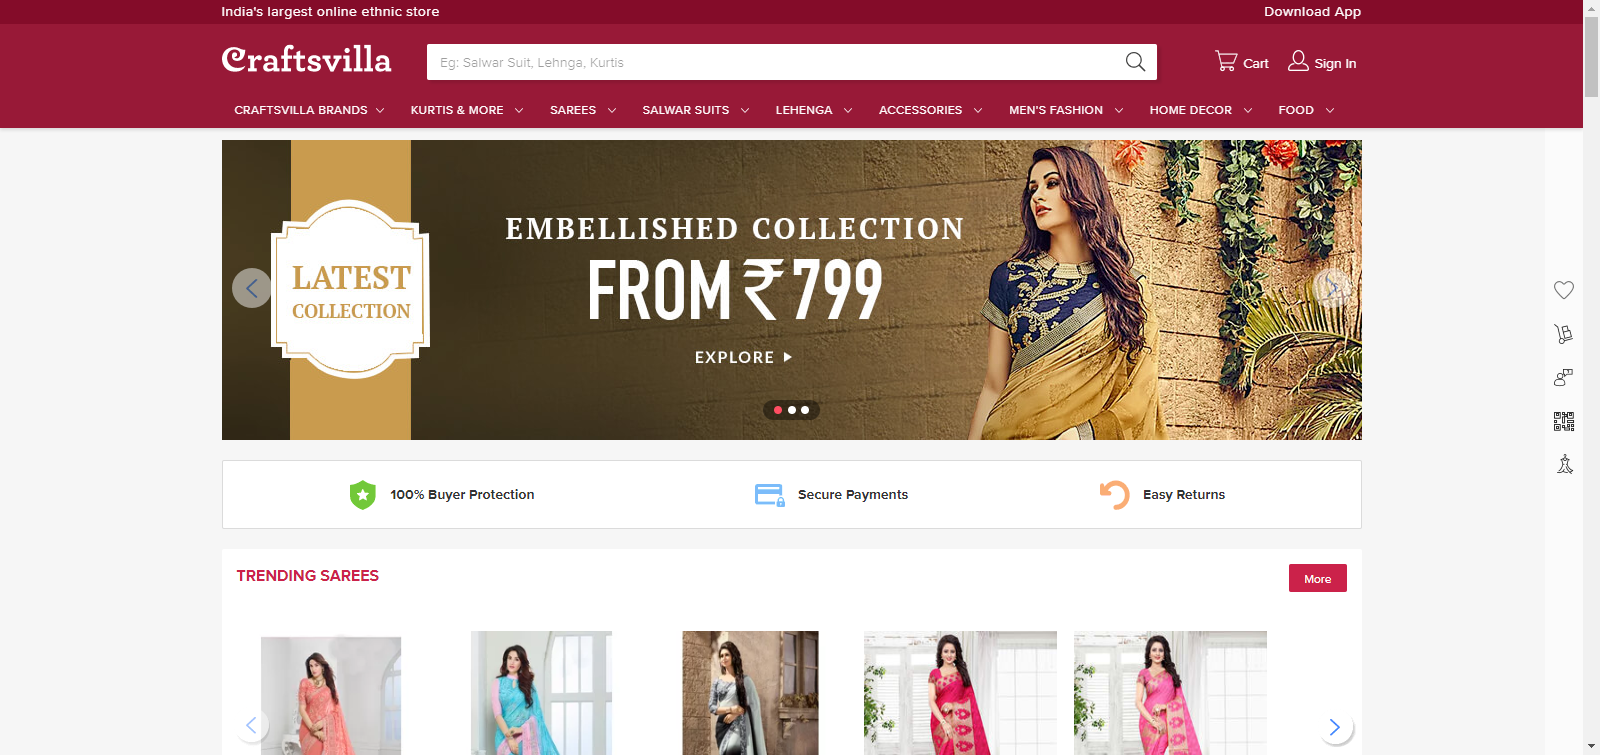 India's largest online ethnic store
Download App
Craftsvilla
Eg: Salwar Suit, Lehnga, Kurtis
Cart
Sign In
CRAFTSVILLA BRANDS
KURTIS & MORE
SAREES
SALWAR SUITS
LEHENGA
ACCESSORIES
MEN'S FASHION
HOME DECOR
FOOD
LATEST
COLLECTION
EMBELLISHED COLLECTION
FROM ₹ 799
EXPLORE
100% Buyer Protection
Secure Payments
Easy Returns
TRENDING SAREES
More